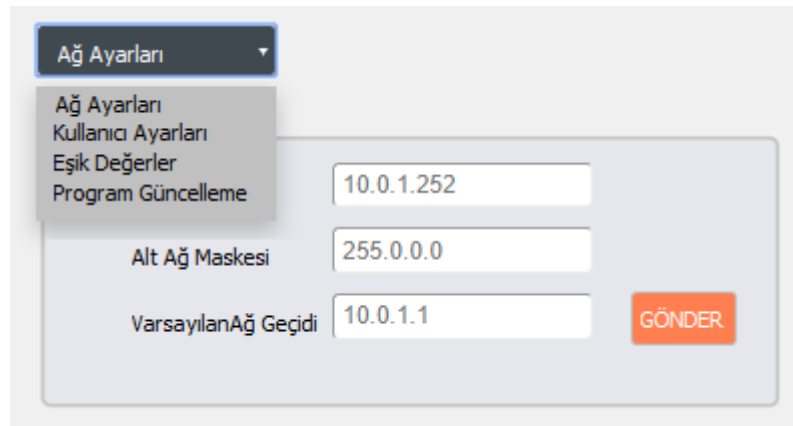 Ağ Ayarları
Ağ Ayarları
Kullanıcı Ayarları
Eşik Değerler
Program Güncelleme
10.0.1.252
Alt Ağ Maskesi 255.0.0.0
VarsayılanAğ Geçidi 10.0.1.1 GÖNDER